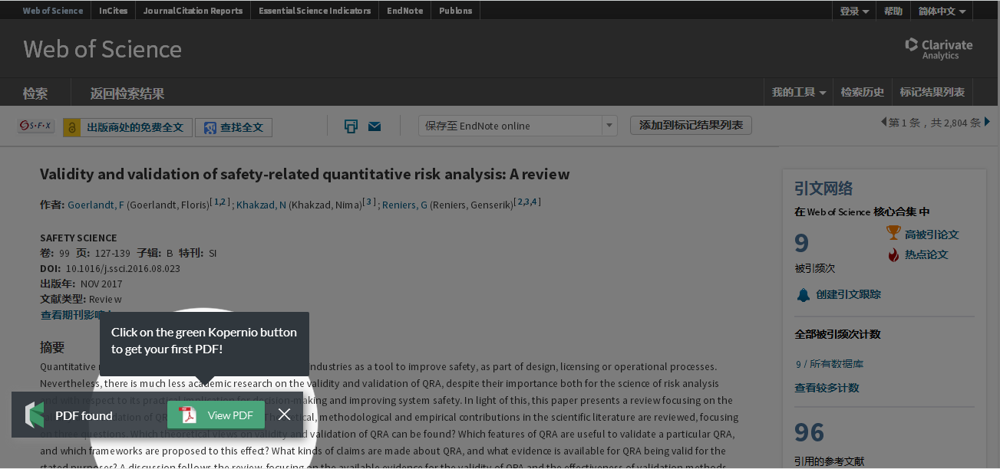 Web of Science InCites Journal Citation Reports Essential Science Indicators EndNote Publons 登录 帮助 简体中文
Web of Science
Clarivate
Analytics
检索 返回检索结果 我的工具 检索历史 标记结果列表
S·F·X 出版商处的免费全文 查找全文 保存至 EndNote online 添加到标记结果列表 第 1 条，共 2,804 条
Validity and validation of safety-related quantitative risk analysis: A review
作者: Goerlandt, F (Goerlandt, Floris)[ 1,2 ] ; Khakzad, N (Khakzad, Nima)[ 3 ] ; Reniers, G (Reniers, Genserik)[ 2,3,4 ]
SAFETY SCIENCE
卷: 99 页: 127-139 子辑: B 特刊: SI
DOI: 10.1016/j.ssci.2016.08.023
出版年: NOV 2017
文献类型: Review
查看期刊影
Click on the green Kopernio button
to get your first PDF!
摘要
Quantitative ndustries as a tool to improve safety, as part of design, licensing or operational processes.
Nevertheless, there is much less academic research on the validity and validation of QRA, despite their importance both for the science of risk analysis
and with respect to its practical implication for decision-making and improving system safety. In light of this, this paper presents a review focusing on the
dation of QR methodological and empirical contributions in the scientific literature are reviewed, focusing
PDF found View PDF
on three questions. Which theoretical views on validity and validation of QRA can be found? Which features of QRA are useful to validate a particular QRA,
and which frameworks are proposed to this effect? What kinds of claims are made about QRA, and what evidence is available for QRA being valid for the
stated purposes? A discussion follows the review, focusing on the available evidence for the validity of QRA and the effectiveness of validation methods.
引文网络
在 Web of Science 核心合集 中
9
被引频次
高被引论文
热点论文
创建引文跟踪
全部被引频次计数
9 / 所有数据库
查看较多计数
96
引用的参考文献